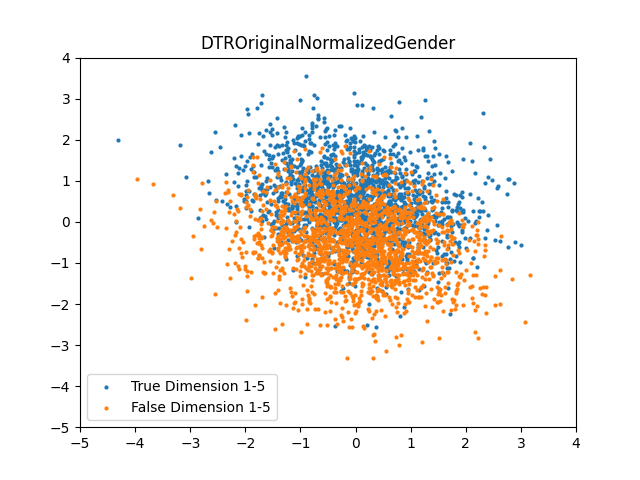 DTROriginalNormalizedGender
4
3
2
1
0
−1
−2
−3
−4
−5
True Dimension 1-5
False Dimension 1-5
−5 −4 −3 −2 −1 0 1 2 3 4